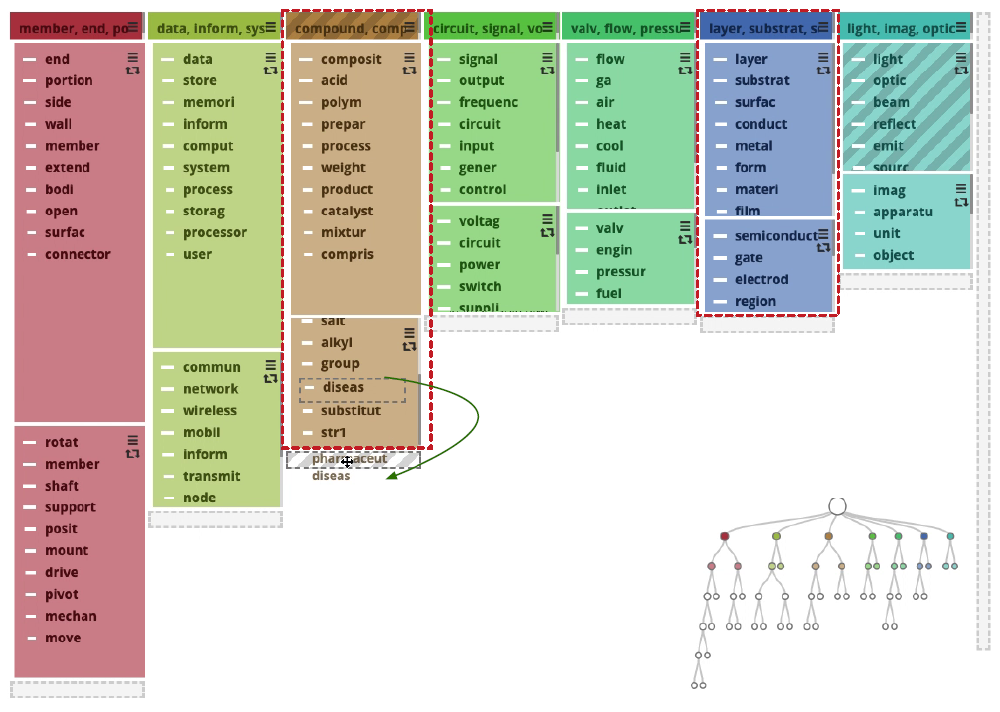 member, end, po
end
portion
side
wall
member
extend
bodi
open
surfac
connector
rotat
member
shaft
support
posit
mount
drive
pivot
mechan
move
data, inform, sys
data
store
memori
inform
comput
system
process
storag
processor
user
commun
network
wireless
mobil
inform
transmit
node
compound, comp
composit
acid
polym
prepar
process
weight
product
catalyst
mixtur
compris
salt
alkyl
group
diseas
substitut
str1
pharmaceut
diseas
circuit, signal, vo
signal
output
frequenc
circuit
input
gener
control
voltag
circuit
power
switch
suppli
valv, flow, pressu
flow
ga
air
heat
cool
fluid
inlet
outlet
valv
engin
pressur
fuel
layer, substrat, s
layer
substrat
surfac
conduct
metal
form
materi
film
semiconduct
gate
electrod
region
light, imag, optic
light
optic
beam
reflect
emit
sourc
imag
apparatu
unit
object